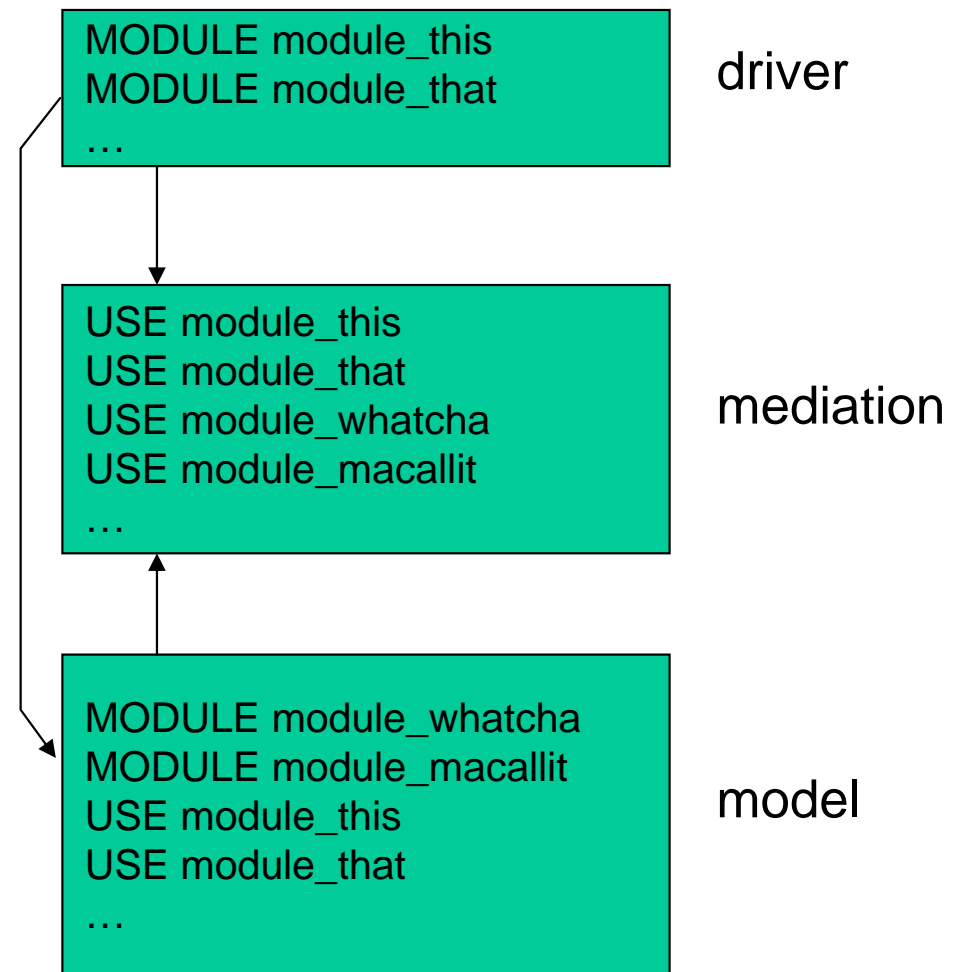 MODULE module_this
MODULE module_that
…
driver
USE module_this
USE module_that
USE module_whatcha
USE module_macallit
…
mediation
MODULE module_whatcha
MODULE module_macallit
USE module_this
USE module_that
…
model